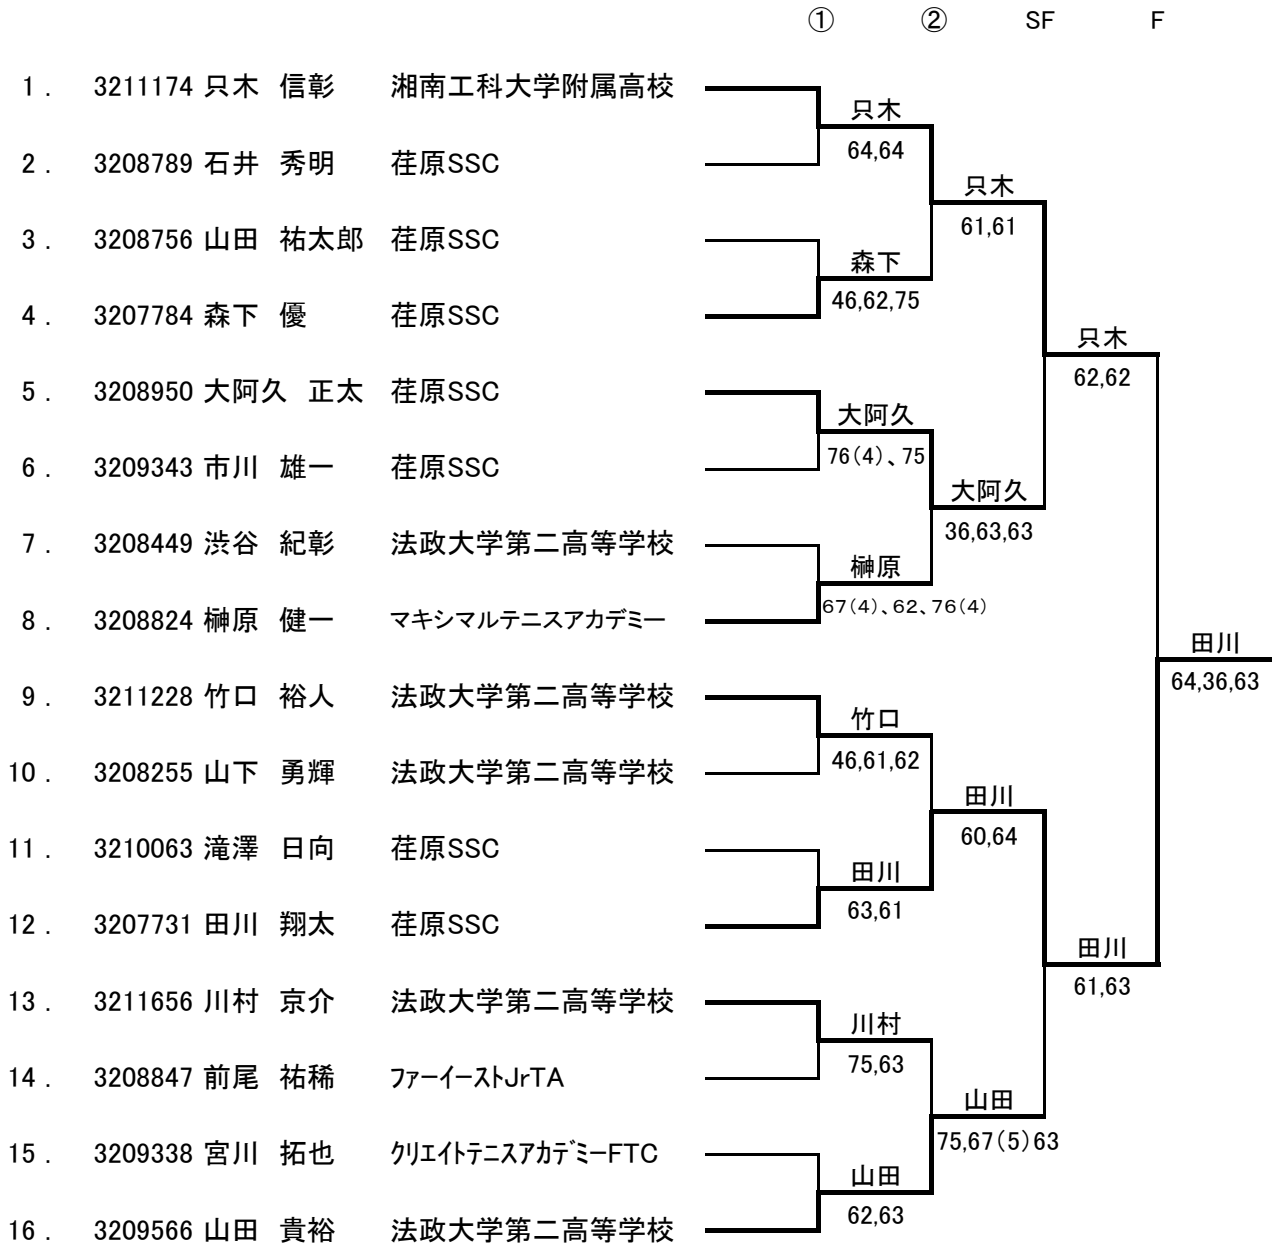 ① ② SF F
1 . 3211174 只木 信彰 湘南工科大学附属高校
只木
64,64
2 . 3208789 石井 秀明 荏原SSC
只木
61,61
3 . 3208756 山田 祐太郎 荏原SSC
森下
46,62,75
4 . 3207784 森下 優 荏原SSC
只木
62,62
5 . 3208950 大阿久 正太 荏原SSC
大阿久
76(4)、75
6 . 3209343 市川 雄一 荏原SSC
大阿久
36,63,63
7 . 3208449 渋谷 紀彰 法政大学第二高等学校
榊原
67(4)、62、76(4)
8 . 3208824 榊原 健一 マキシマルテニスアカデミー
田川
64,36,63
9 . 3211228 竹口 裕人 法政大学第二高等学校
竹口
46,61,62
10 . 3208255 山下 勇輝 法政大学第二高等学校
田川
60,64
11 . 3210063 滝澤 日向 荏原SSC
田川
63,61
12 . 3207731 田川 翔太 荏原SSC
田川
61,63
13 . 3211656 川村 京介 法政大学第二高等学校
川村
75,63
14 . 3208847 前尾 祐稀 ファーイーストJrTA
山田
75,67(5)63
15 . 3209338 宮川 拓也 クリエイトテニスアカデミーFTC
山田
62,63
16 . 3209566 山田 貴裕 法政大学第二高等学校